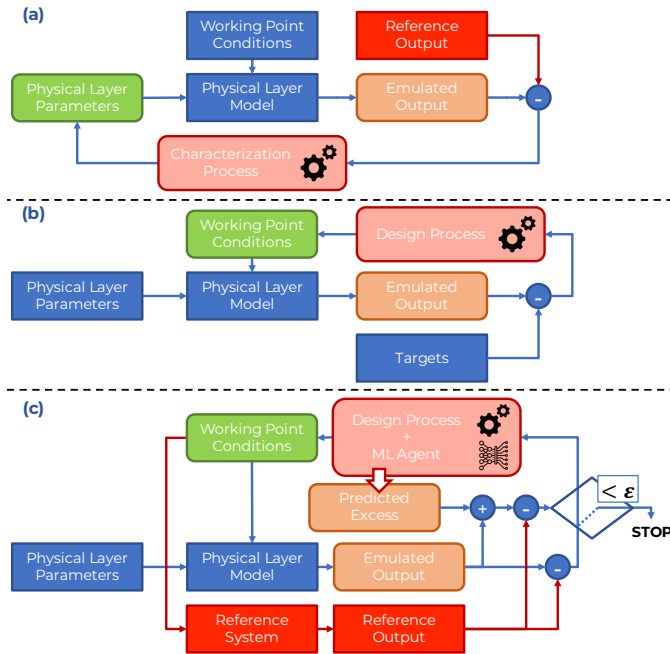 (a)
Working Point
Conditions
Reference
Output
Physical Layer
Parameters
Physical Layer
Model
Emulated
Output
-
Characterization
Process
(b)
Working Point
Conditions
Design Process
Physical Layer
Parameters
Physical Layer
Model
Emulated Output
-
Targets
(c)
Working Point
Conditions
Design Process
+
ML Agent
Predicted
Excess
+
-
< ε
STOP
Physical Layer
Parameters
Physical Layer
Model
Emulated
Output
-
Reference
System
Reference
Output